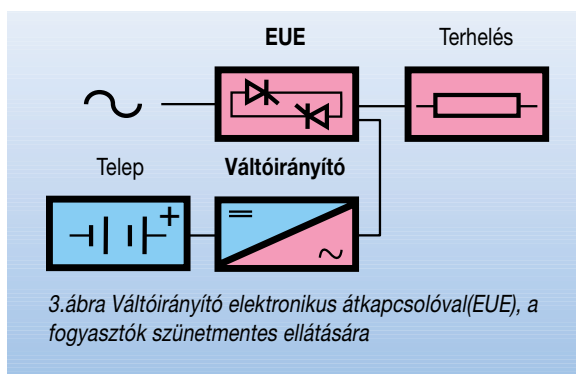 EUE
Terhelés
Telep
Váltóirányító
3.ábra Váltóirányító elektronikus átkapcsolóval(EUE), a
fogyasztók szünetmentes ellátására